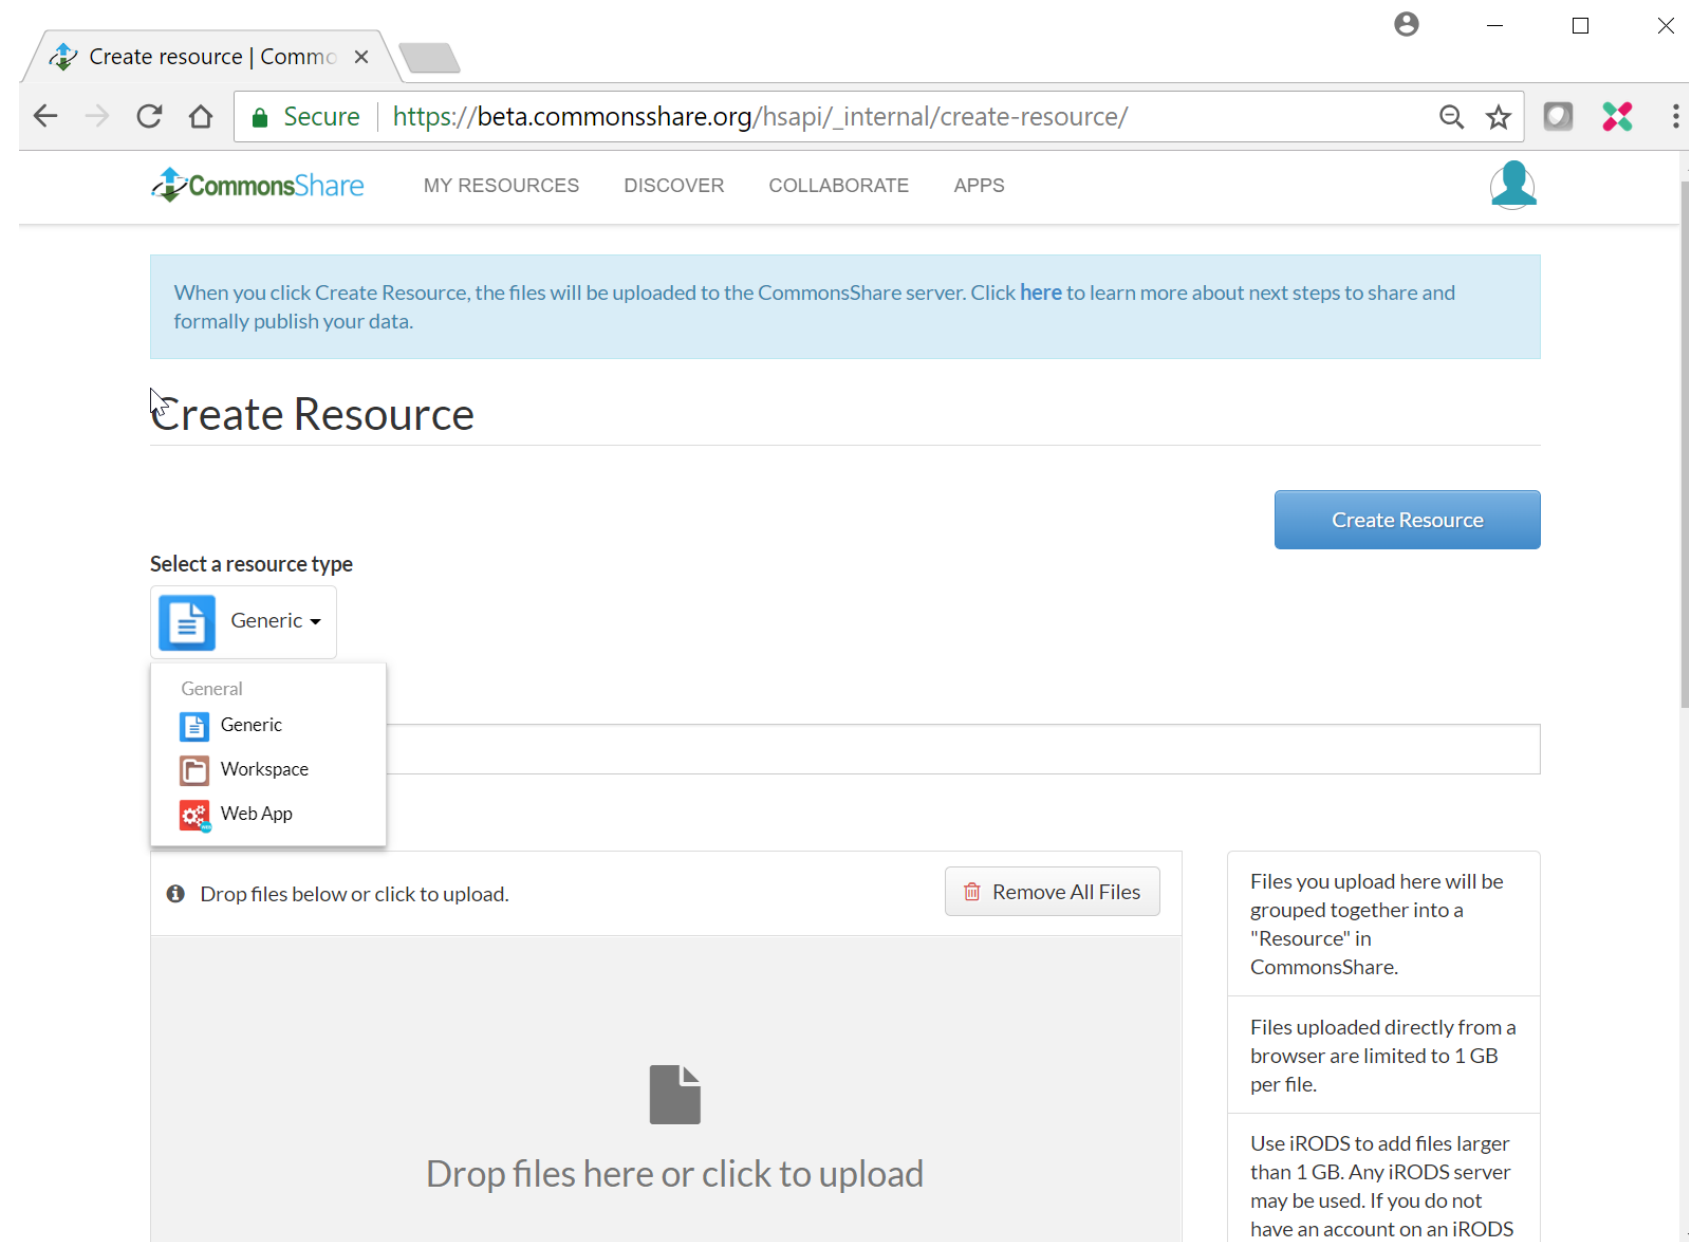 Create resource | Commo
Secure
https://beta.commonsshare.org/hsapi/_internal/create-resource/
CommonsShare
MY RESOURCES
DISCOVER
COLLABORATE
APPS
When you click Create Resource, the files will be uploaded to the CommonsShare server. Click here to learn more about next steps to share and
formally publish your data.
Create Resource
Create Resource
Select a resource type
Generic
General
Generic
Workspace
Web App
Drop files below or click to upload.
Remove All Files
Drop files here or click to upload
Files you upload here will be
grouped together into a
"Resource" in
CommonsShare.
Files uploaded directly from a
browser are limited to 1 GB
per file.
Use iRODS to add files larger
than 1 GB. Any iRODS server
may be used. If you do not
have an account on an iRODS